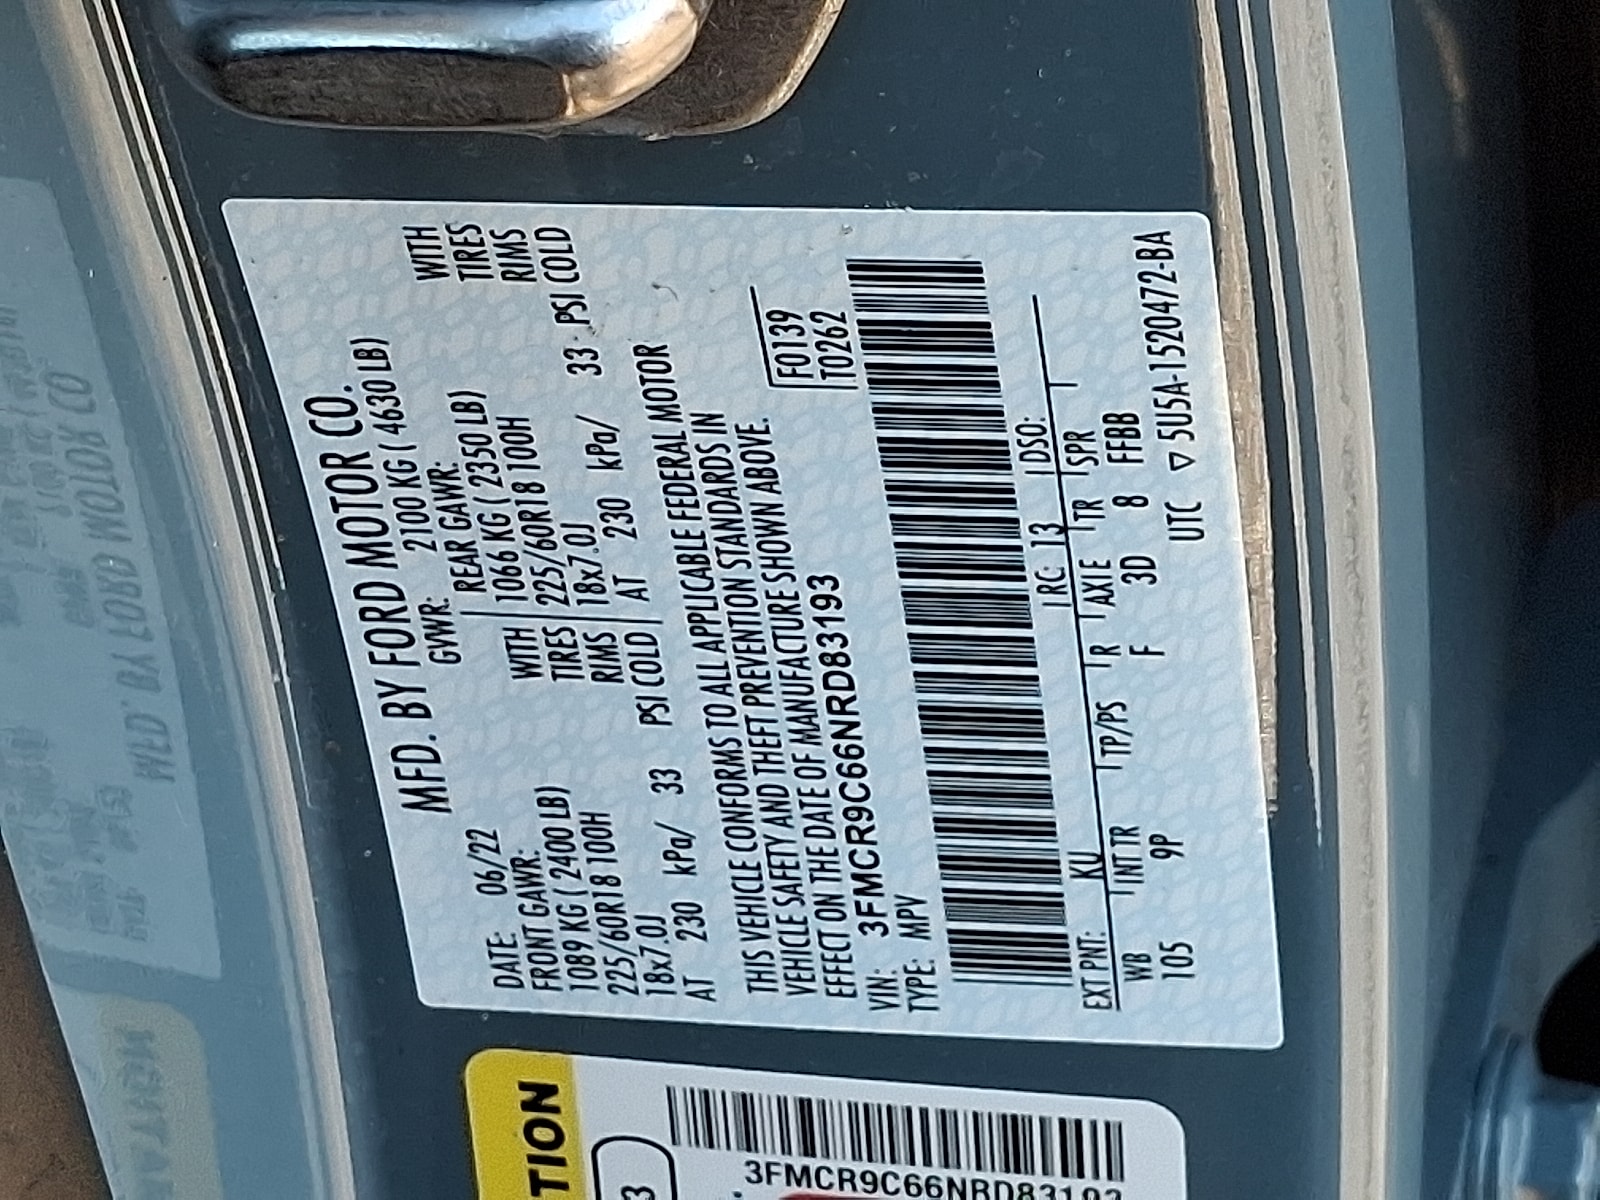 MFD. BY FORD MOTOR CO.
DATE: 06/22 GVWR: 2100 KG ( 4630 LB)
FRONT GAWR: REAR GAWR:
1089 KG ( 2400 LB) WITH 1066 KG ( 2350 LB) WITH
225/60R18 100H TIRES 225/60R18 100H TIRES
18x7.0J RIMS 18x7.0J RIMS
AT 230 kPa/ 33 PSI COLD AT 230 kPa/ 33 PSI COLD
THIS VEHICLE CONFORMS TO ALL APPLICABLE FEDERAL MOTOR
VEHICLE SAFETY AND THEFT PREVENTION STANDARDS IN
EFFECT ON THE DATE OF MANUFACTURE SHOWN ABOVE.
VIN: 3FMCR9C66NRD83193 F0139
TYPE: MPV T0262
EXT PNT: KU RC: 13 DSO:
WB INT TR TP/PS R AXLE TR SPR
105 9P F 3D 8 FFBB
UTC ▽ 5U5A-1520472-BA
TION
3
3FMCR9C66NRD83193